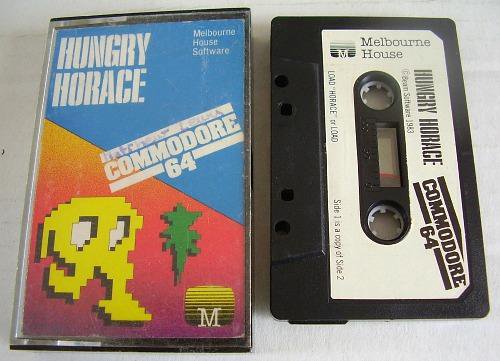 HUNGRY
HORACE
Melbourne
House
Software
COMMODORE
64
M
M
Melbourne
House
HUNGRY HORACE
© Beam Software 1983
LOAD "HORACE" or LOAD
Side 1 is a copy of Side 2
COMMODORE
64